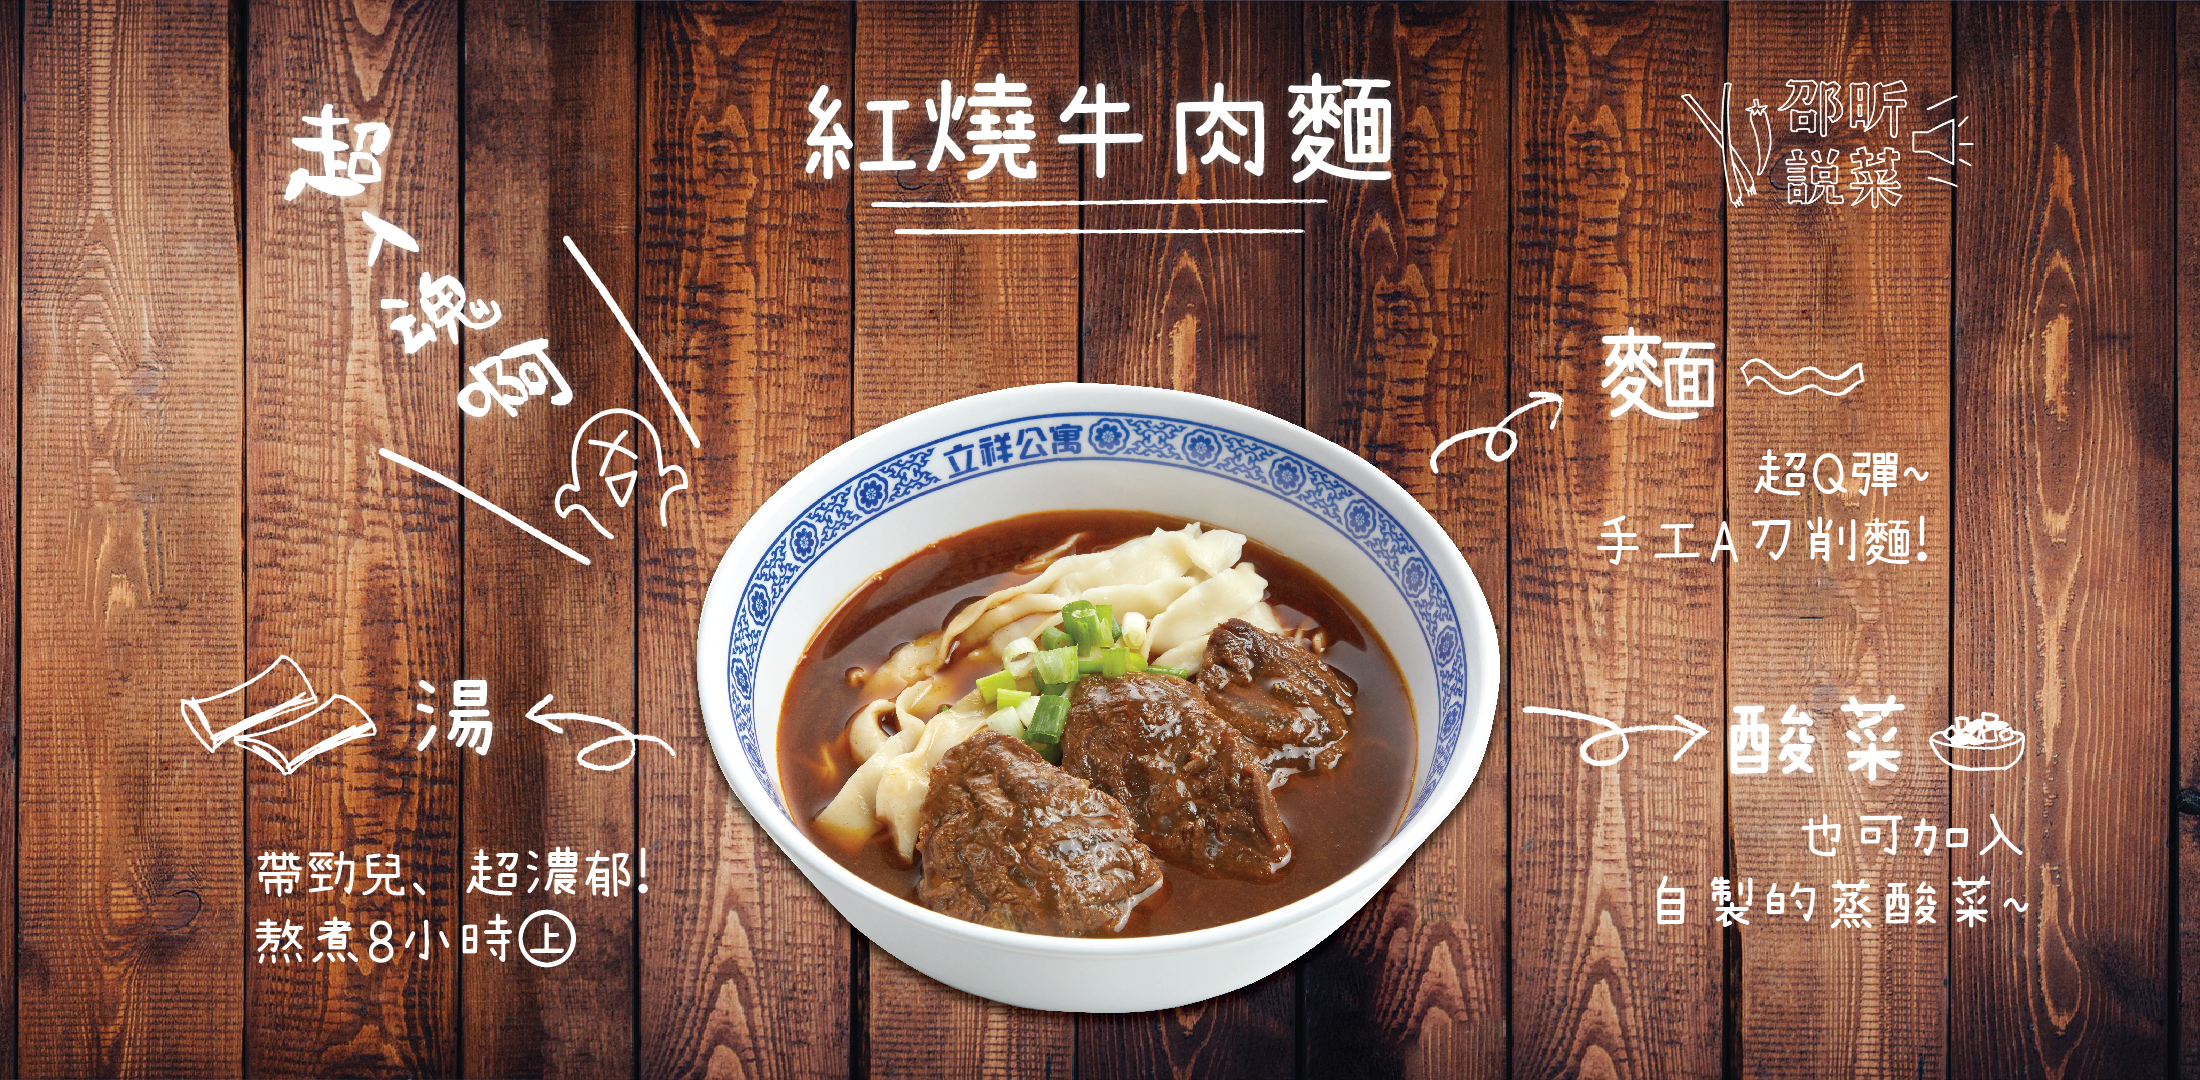 紅燒牛肉麵
邵昕
説菜
超入魂啊
立祥公寓
麵
超Q彈~
手工A刀削麵!
湯
帶勁兒、超濃郁!
熬煮8小時㊤
酸菜
也可加入
自製的蒸酸菜~